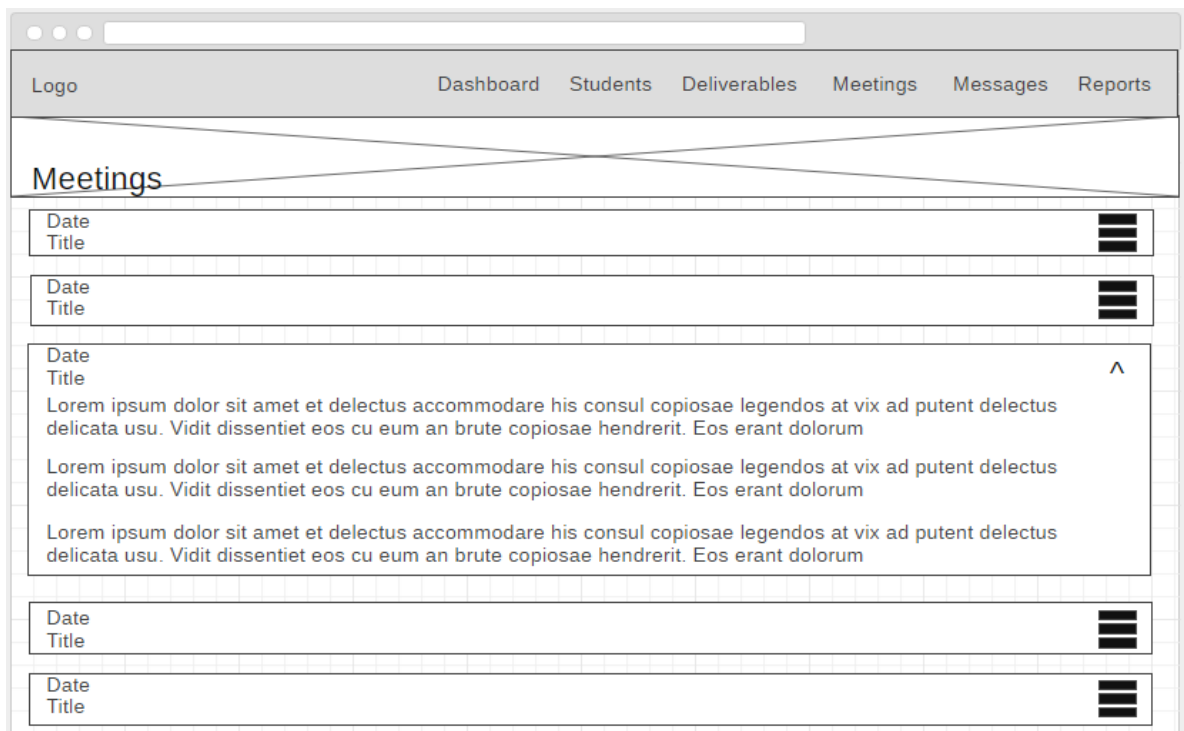 Logo Dashboard Students Deliverables Meetings Messages Reports
Meetings
Date
Title
Date
Title
Date
^
Title
Lorem ipsum dolor sit amet et delectus accommodare his consul copiosae legendos at vix ad putent delectus
delicata usu. Vidit dissentiet eos cu eum an brute copiosae hendrerit. Eos erant dolorum
Lorem ipsum dolor sit amet et delectus accommodare his consul copiosae legendos at vix ad putent delectus
delicata usu. Vidit dissentiet eos cu eum an brute copiosae hendrerit. Eos erant dolorum
Lorem ipsum dolor sit amet et delectus accommodare his consul copiosae legendos at vix ad putent delectus
delicata usu. Vidit dissentiet eos cu eum an brute copiosae hendrerit. Eos erant dolorum
Date
Title
Date
Title